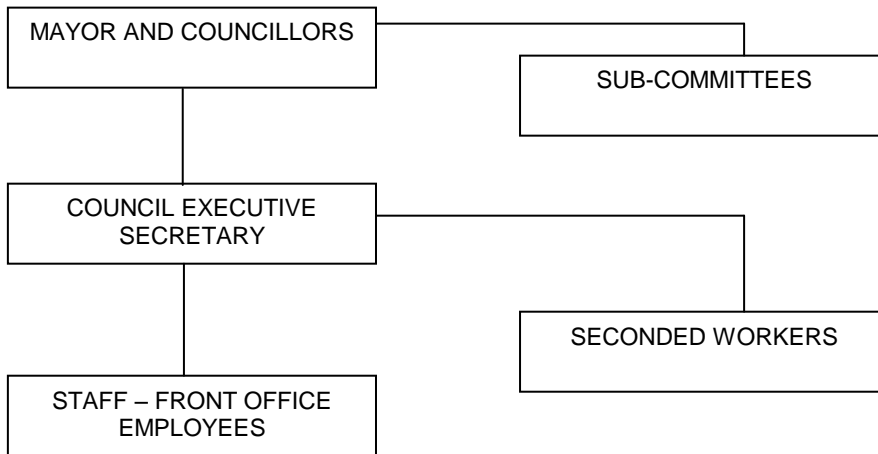 MAYOR AND COUNCILLORS
SUB-COMMITTEES
COUNCIL EXECUTIVE
SECRETARY
SECONDED WORKERS
STAFF – FRONT OFFICE
EMPLOYEES